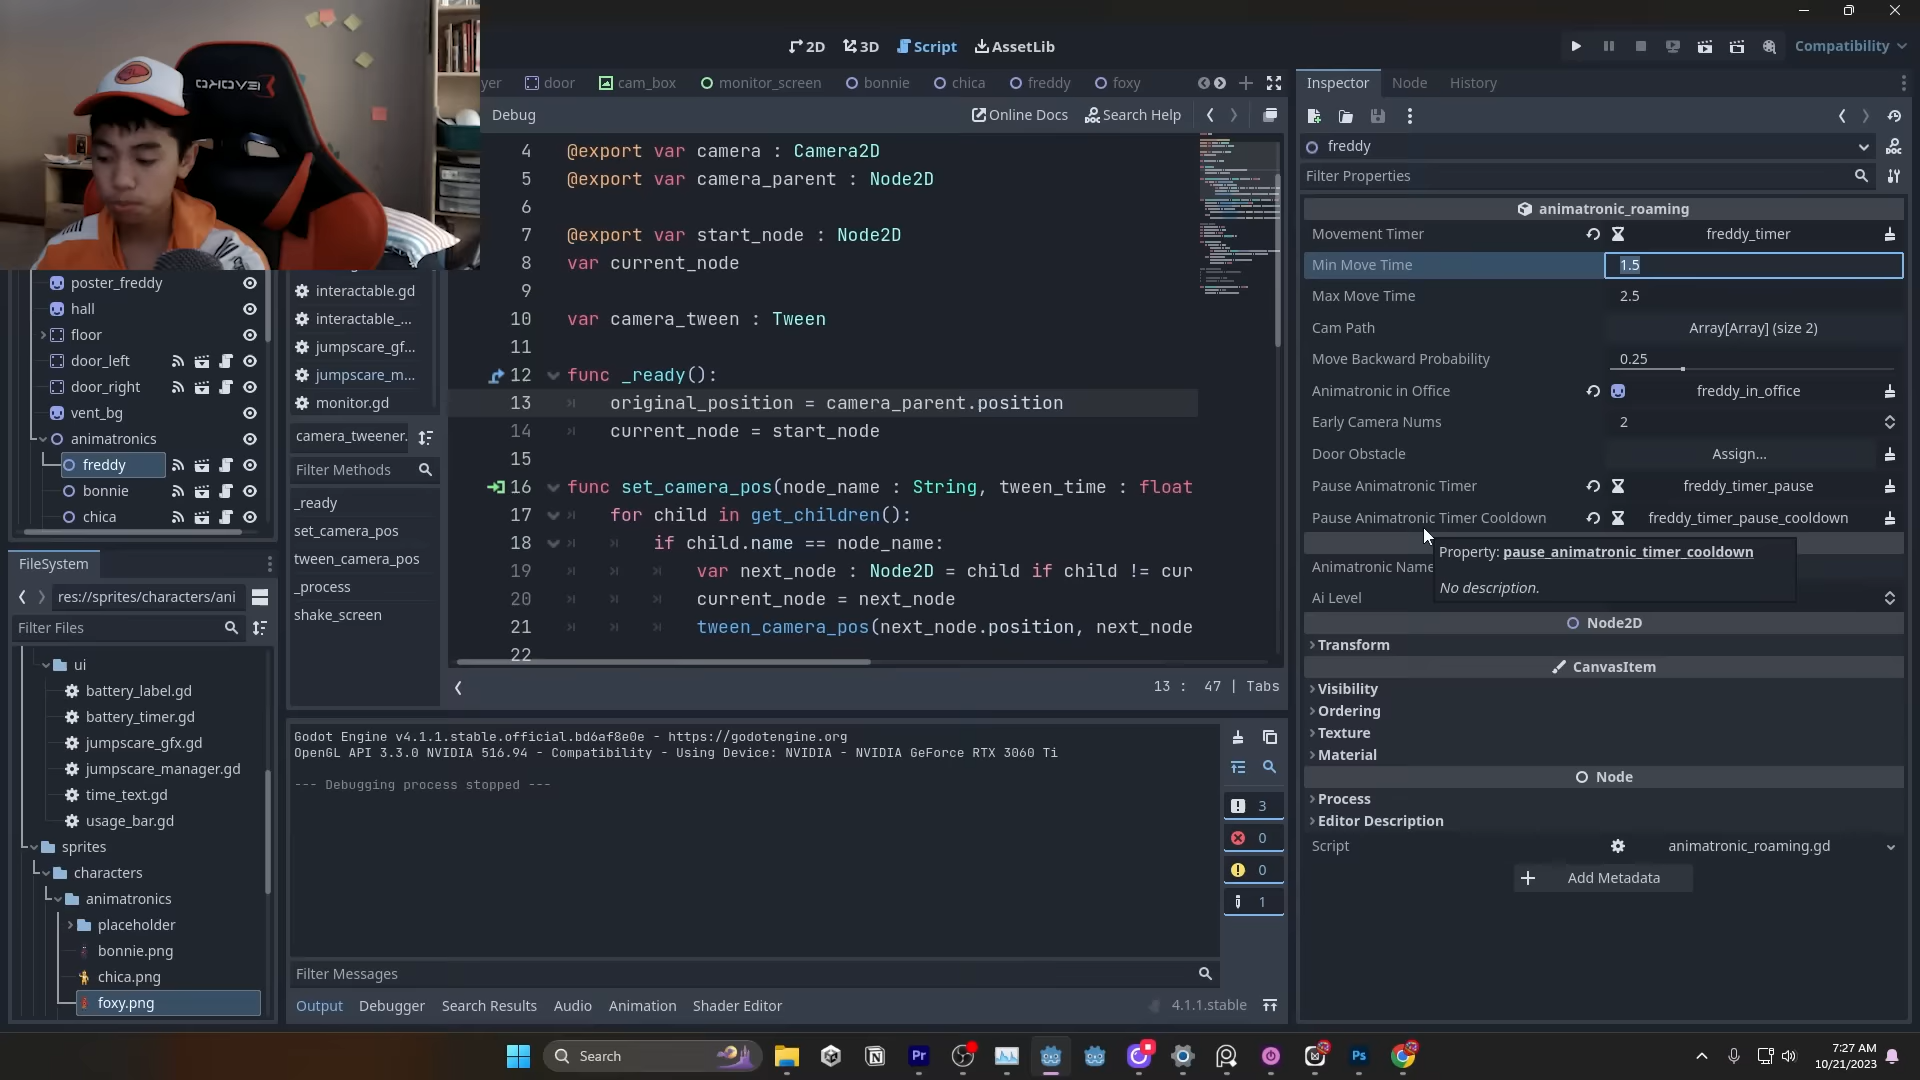 2D
3D
Script
AssetLib
Compatibility
yer
door
cam_box
monitor_screen
bonnie
chica
freddy
foxy
Debug
Online Docs
Search Help
4 @export var camera : Camera2D
5 @export var camera_parent : Node2D
6
7 @export var start_node : Node2D
8 var current_node
9
10 var camera_tween : Tween
11
12 func _ready():
13 original_position = camera_parent.position
14 current_node = start_node
15
16 func set_camera_pos(node_name : String, tween_time : float
17 for child in get_children():
18 if child.name == node_name:
19 var next_node : Node2D = child if child != cur
20 current_node = next_node
21 tween_camera_pos(next_node.position, next_node
22
13 : 47 | Tabs
poster_freddy
hall
floor
door_left
door_right
vent_bg
animatronics
freddy
bonnie
chica
interactable.gd
interactable_...
jumpscare_gf...
jumpscare_m...
monitor.gd
camera_tweener.
Filter Methods
_ready
set_camera_pos
tween_camera_pos
_process
shake_screen
FileSystem
res://sprites/characters/ani
Filter Files
ui
battery_label.gd
battery_timer.gd
jumpscare_gfx.gd
jumpscare_manager.gd
time_text.gd
usage_bar.gd
sprites
characters
animatronics
placeholder
bonnie.png
chica.png
foxy.png
Godot Engine v4.1.1.stable.official.bd6af8e0e - https://godotengine.org
OpenGL API 3.3.0 NVIDIA 516.94 - Compatibility - Using Device: NVIDIA - NVIDIA GeForce RTX 3060 Ti
--- Debugging process stopped ---
3
0
0
1
Filter Messages
Output
Debugger
Search Results
Audio
Animation
Shader Editor
4.1.1.stable
Inspector
Node
History
freddy
Filter Properties
animatronic_roaming
Movement Timer freddy_timer
Min Move Time 1.5
Max Move Time 2.5
Cam Path Array[Array] (size 2)
Move Backward Probability 0.25
Animatronic in Office freddy_in_office
Early Camera Nums 2
Door Obstacle Assign...
Pause Animatronic Timer freddy_timer_pause
Pause Animatronic Timer Cooldown freddy_timer_pause_cooldown
Property: pause_animatronic_timer_cooldown
No description.
Animatronic Name
Ai Level
Node2D
Transform
CanvasItem
Visibility
Ordering
Texture
Material
Node
Process
Editor Description
Script animatronic_roaming.gd
Add Metadata
Search
Pr
Ps
7:27 AM
10/21/2023